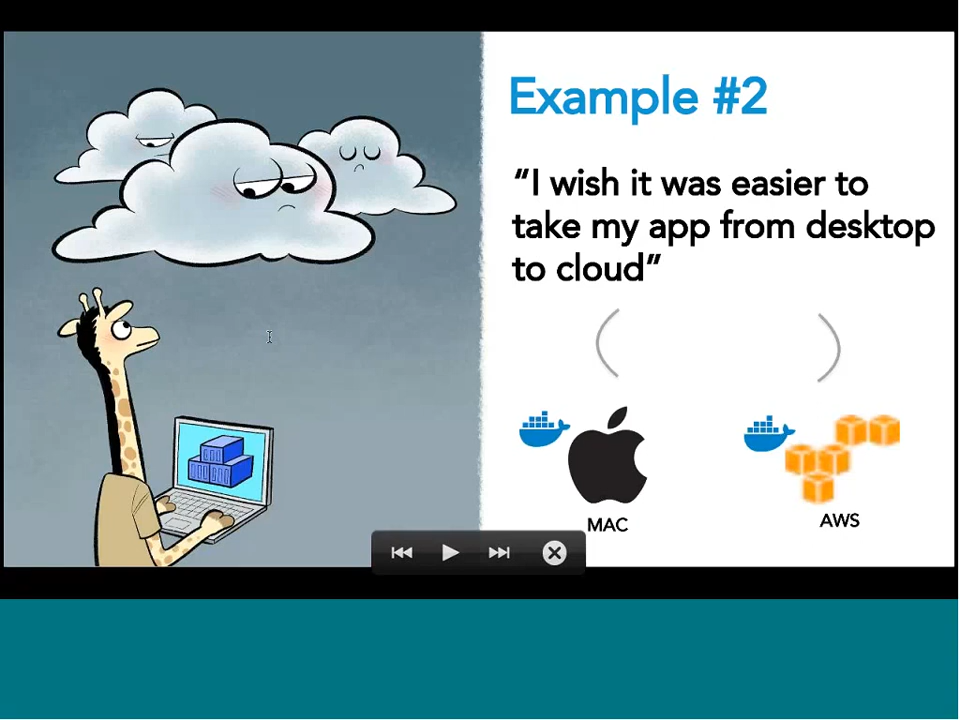 Example #2
“I wish it was easier to
take my app from desktop
to cloud”
MAC
AWS